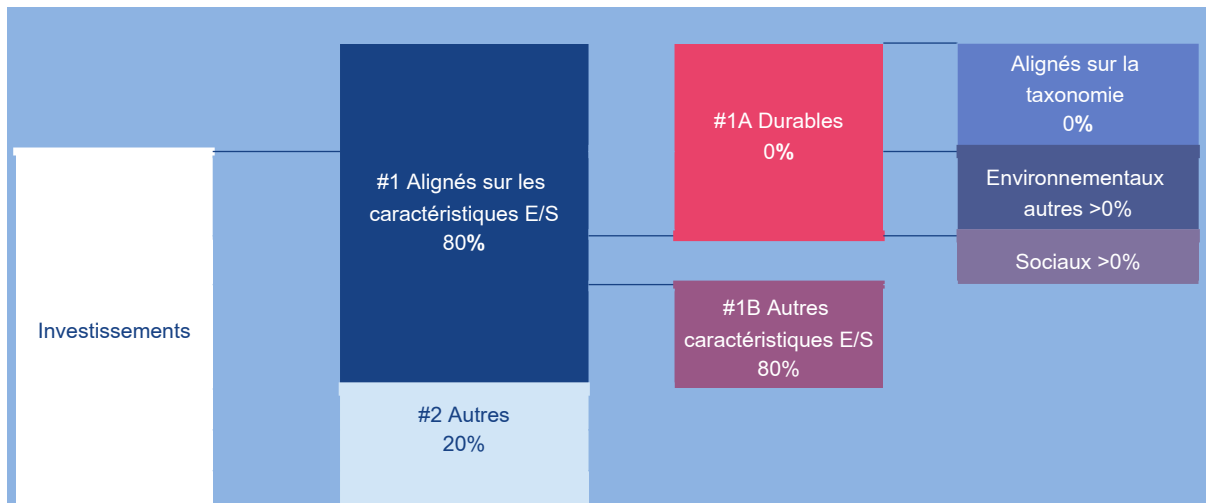 Investissements
#1 Alignés sur les
caractéristiques E/S
80%
#2 Autres
20%
#1A Durables
0%
#1B Autres
caractéristiques E/S
80%
Alignés sur la
taxonomie
0%
Environnementaux
autres >0%
Sociaux >0%